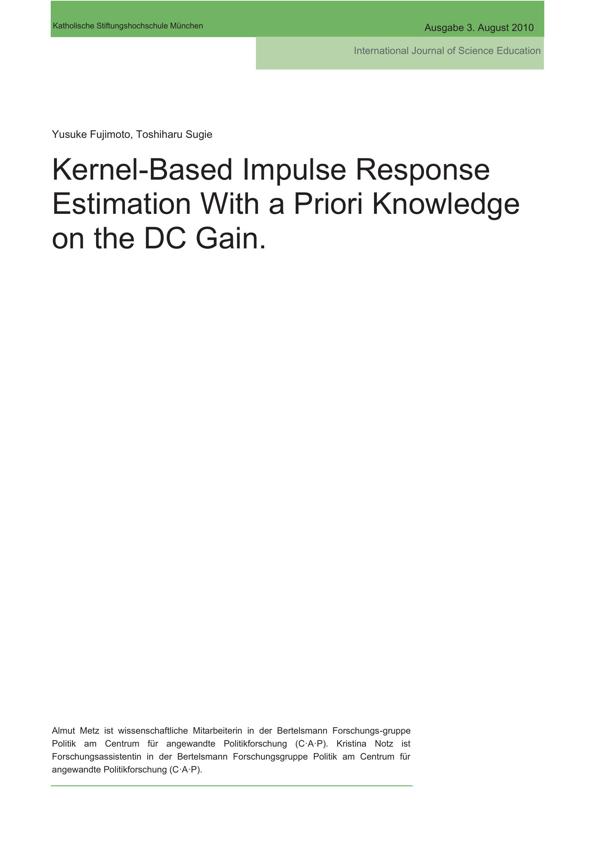 Katholische Stiftungshochschule München
Ausgabe 3. August 2010
International Journal of Science Education
Yusuke Fujimoto, Toshiharu Sugie
Kernel-Based Impulse Response
Estimation With a Priori Knowledge
on the DC Gain.
Almut Metz ist wissenschaftliche Mitarbeiterin in der Bertelsmann Forschungs-gruppe
Politik am Centrum für angewandte Politikforschung (C·A·P). Kristina Notz ist
Forschungsassistentin in der Bertelsmann Forschungsgruppe Politik am Centrum für
angewandte Politikforschung (C·A·P).